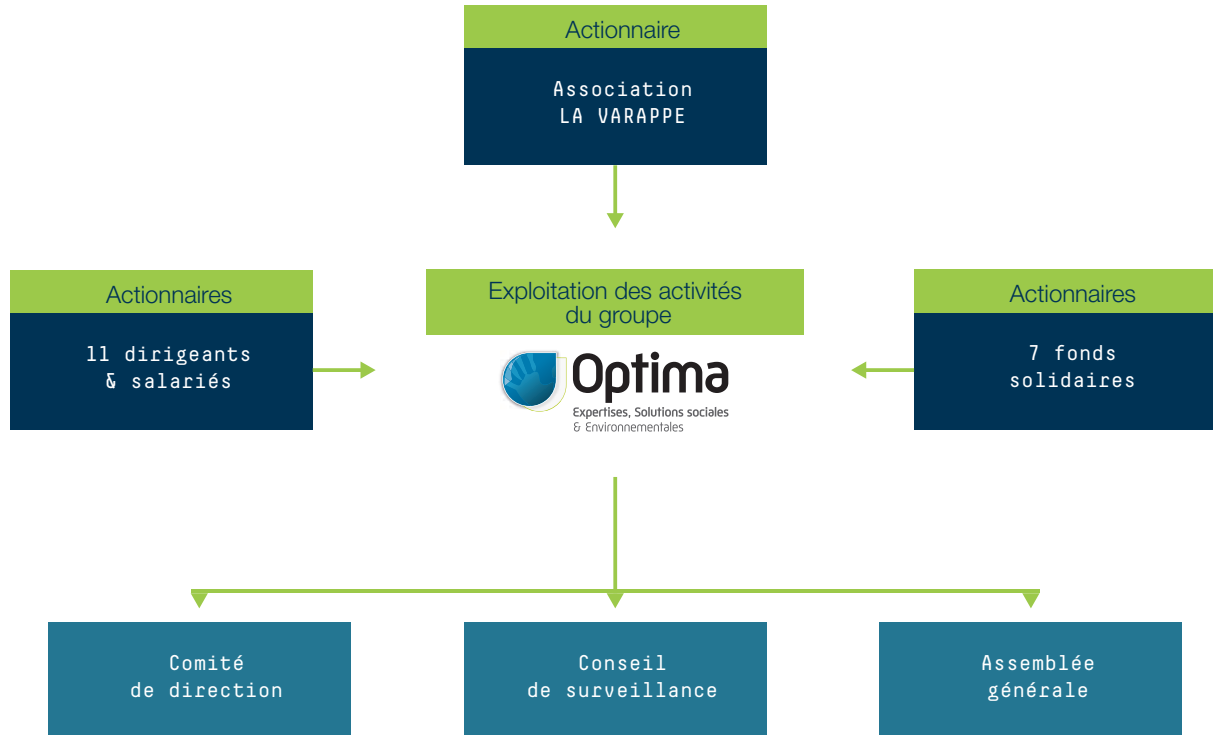 Actionnaire
Association
LA VARAPPE
Actionnaires
11 dirigeants
& salariés
Exploitation des activités
du groupe
Optima
Expertises, Solutions sociales
& Environnementales
Actionnaires
7 fonds
solidaires
Comité
de direction
Conseil
de surveillance
Assemblée
générale